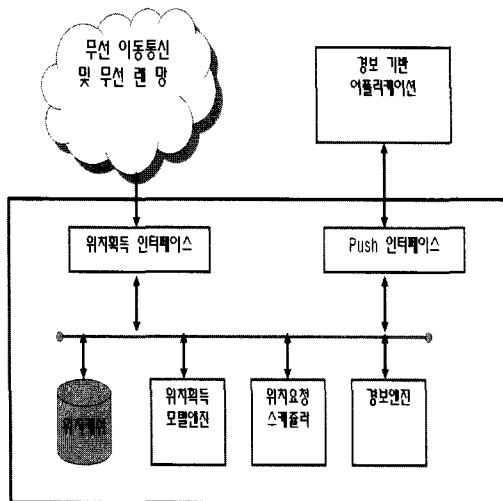 무선 이동통신
및 무선 랜 망
경보 기반
어플리케이션
위치획득 인터페이스
Push 인터페이스
위치획득
모델엔진
위치요청
스케쥴러
경보엔진